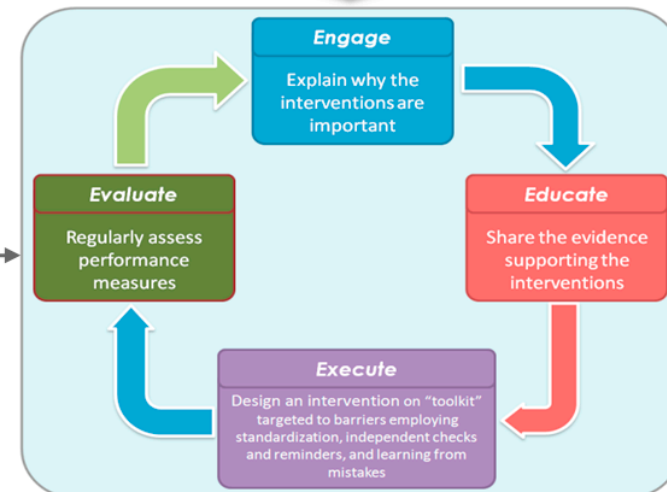 Engage
Explain why the
interventions are
important
Evaluate
Regularly assess
performance
measures
Educate
Share the evidence
supporting the
interventions
Execute
Design an intervention on “toolkit”
targeted to barriers employing
standardization, independent checks
and reminders, and learning from
mistakes